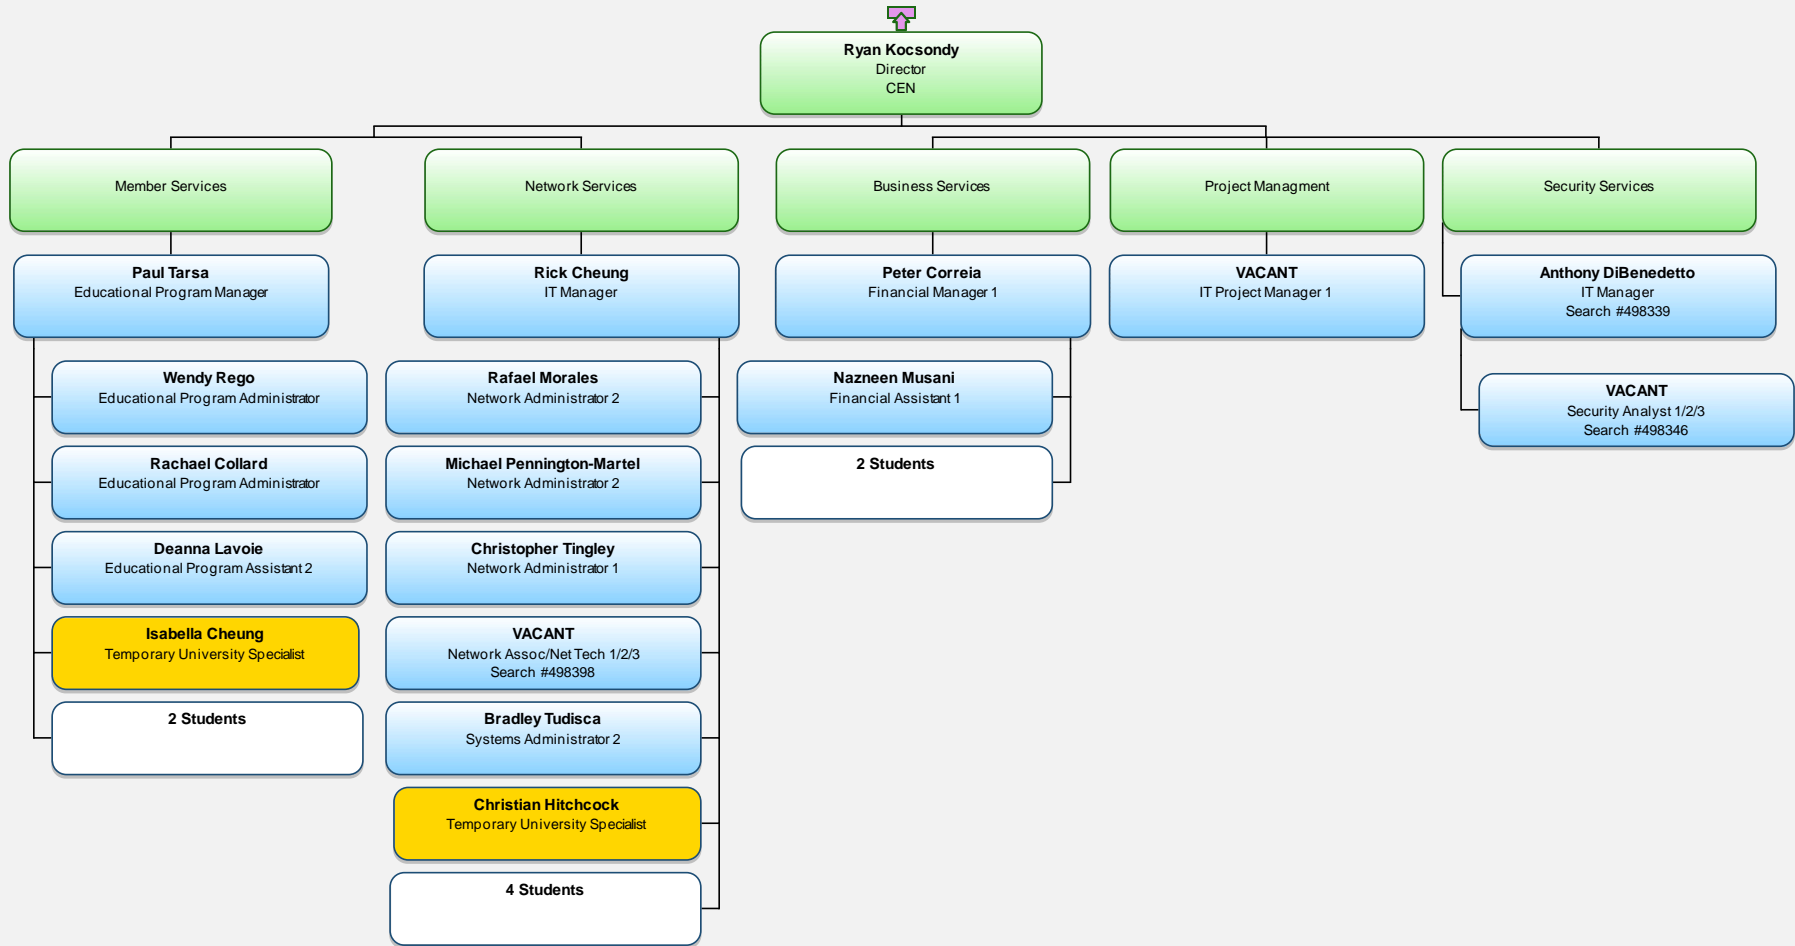 Ryan Kocsondy
Director
CEN
Member Services
Network Services
Business Services
Project Managment
Security Services
Paul Tarsa
Educational Program Manager
Rick Cheung
IT Manager
Peter Correia
Financial Manager 1
VACANT
IT Project Manager 1
Anthony DiBenedetto
IT Manager
Search #498339
Wendy Rego
Educational Program Administrator
Rachael Collard
Educational Program Administrator
Deanna Lavoie
Educational Program Assistant 2
Isabella Cheung
Temporary University Specialist
2 Students
Rafael Morales
Network Administrator 2
Michael Pennington-Martel
Network Administrator 2
Christopher Tingley
Network Administrator 1
VACANT
Network Assoc/Net Tech 1/2/3
Search #498398
Bradley Tudisca
Systems Administrator 2
Christian Hitchcock
Temporary University Specialist
4 Students
Nazneen Musani
Financial Assistant 1
2 Students
VACANT
Security Analyst 1/2/3
Search #498346